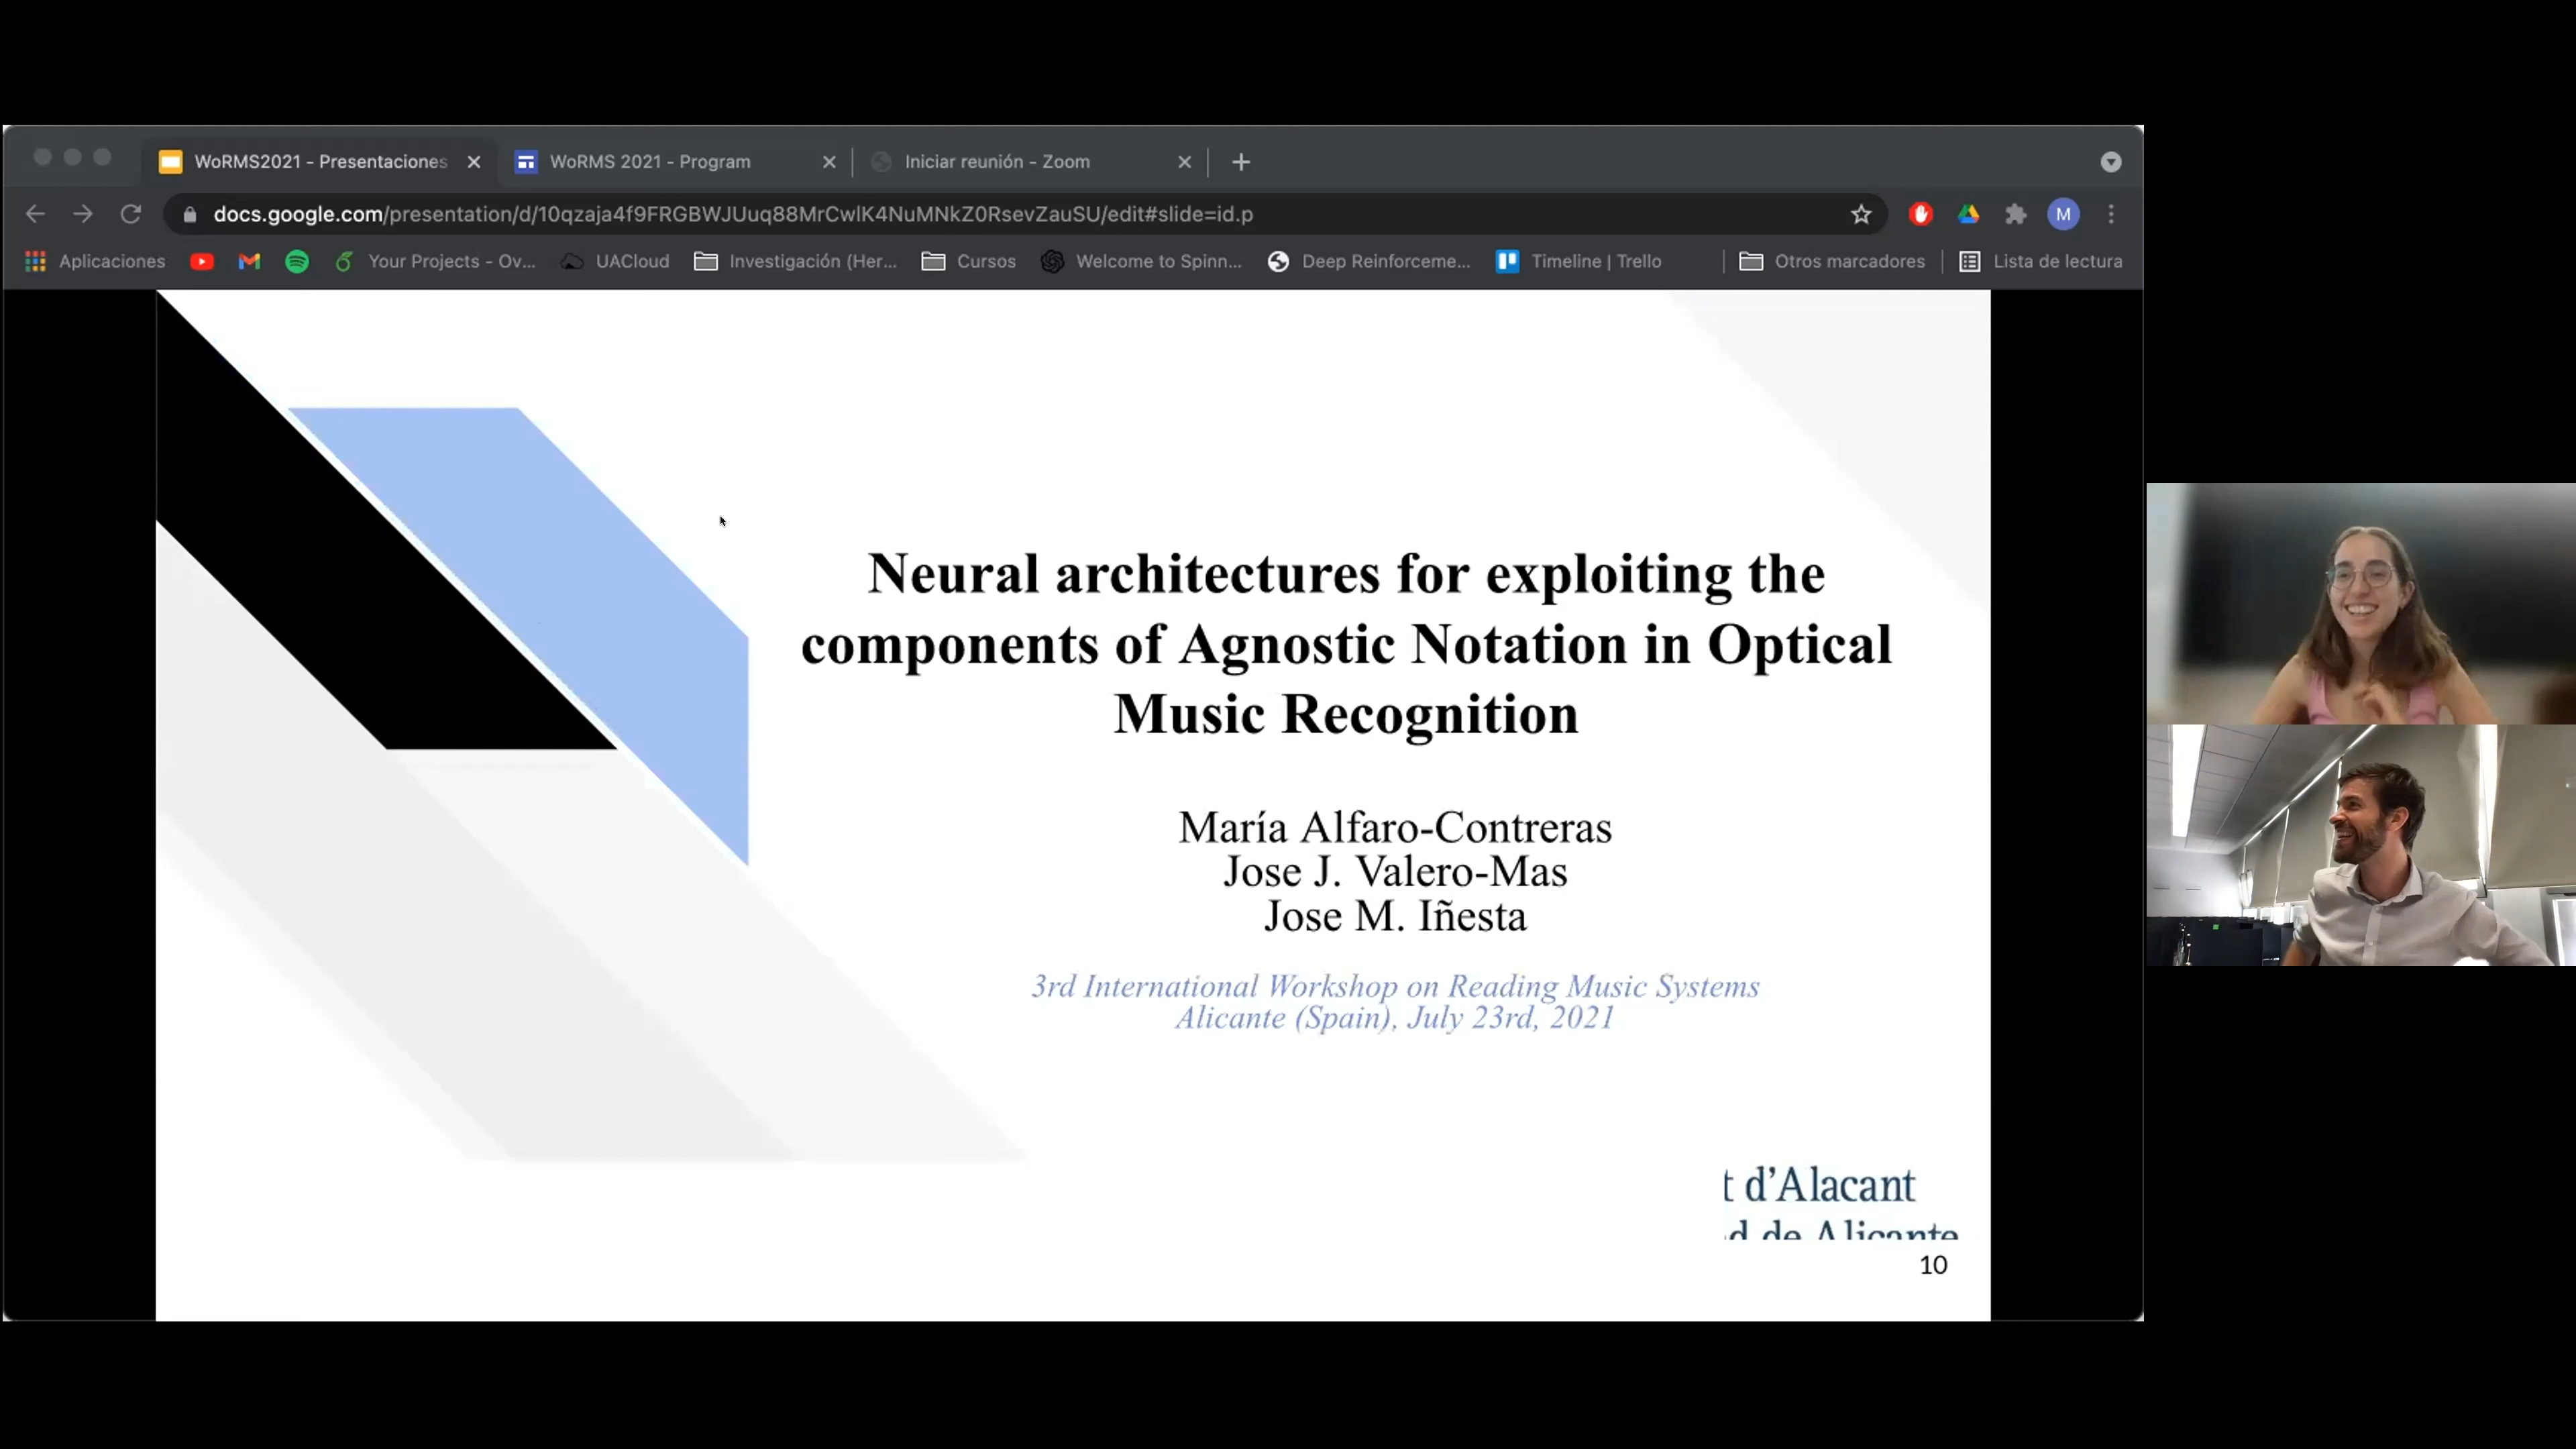 WoRMS2021 - Presentaciones
WoRMS 2021 - Program
Iniciar reunión - Zoom
docs.google.com/presentation/d/10qzaja4f9FRGBWJUuq88MrCwlK4NuMNkZ0RsevZauSU/edit#slide=id.p
M
Aplicaciones
Your Projects - Ov...
UACloud
Investigación (Her...
Cursos
Welcome to Spinn...
Deep Reinforceme...
Timeline | Trello
Otros marcadores
Lista de lectura
Neural architectures for exploiting the
components of Agnostic Notation in Optical
Music Recognition
María Alfaro-Contreras
Jose J. Valero-Mas
Jose M. Iñesta
3rd International Workshop on Reading Music Systems
Alicante (Spain), July 23rd, 2021
t d'Alacant
d de Alicante
10